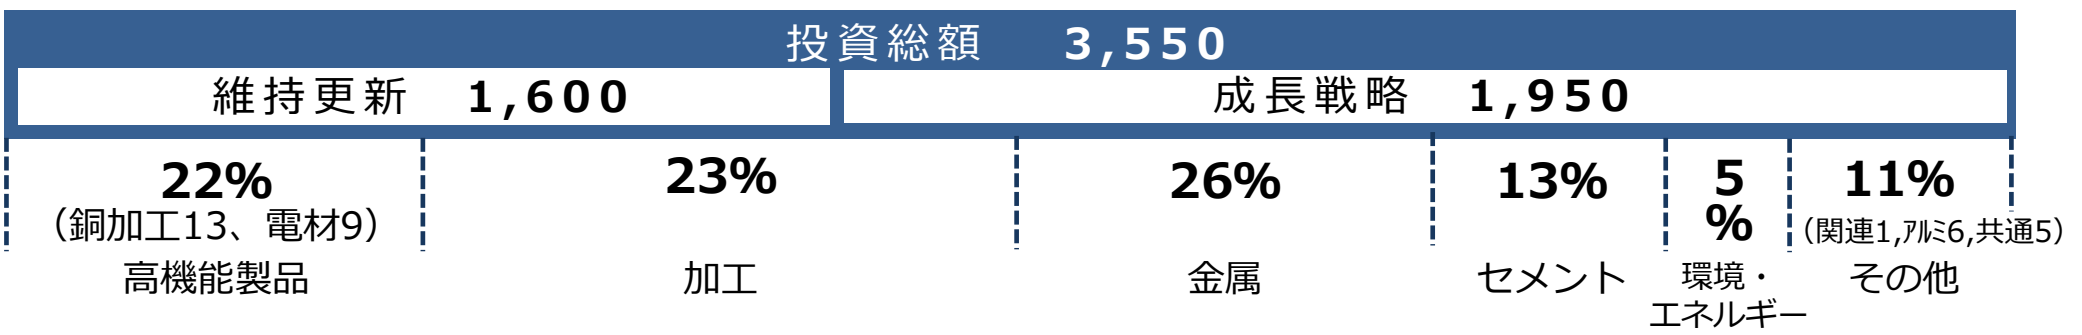 投資総額 3,550
維持更新 1,600 成長戦略 1,950
22% 23% 26% 13% 5% 11%
（銅加工13、電材9） （関連1,ｱﾙﾐ6,共通5）
高機能製品 加工 金属 セメント 環境・エネルギー その他